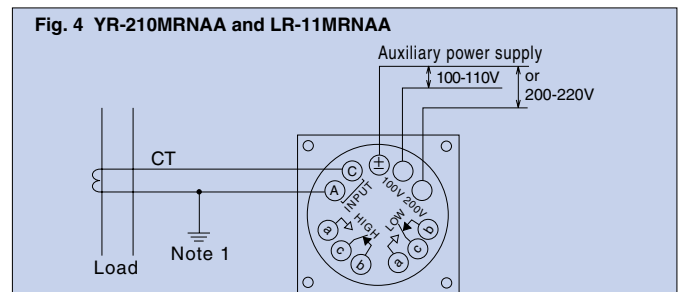 Fig. 4 YR-210MRNAA and LR-11MRNAA
Auxiliary power supply
100-110V
or
200-220V
CT
C
±
A
INPUT
100V 200V
HIGH
LOW
a
c
b
a
c
b
Load
Note 1